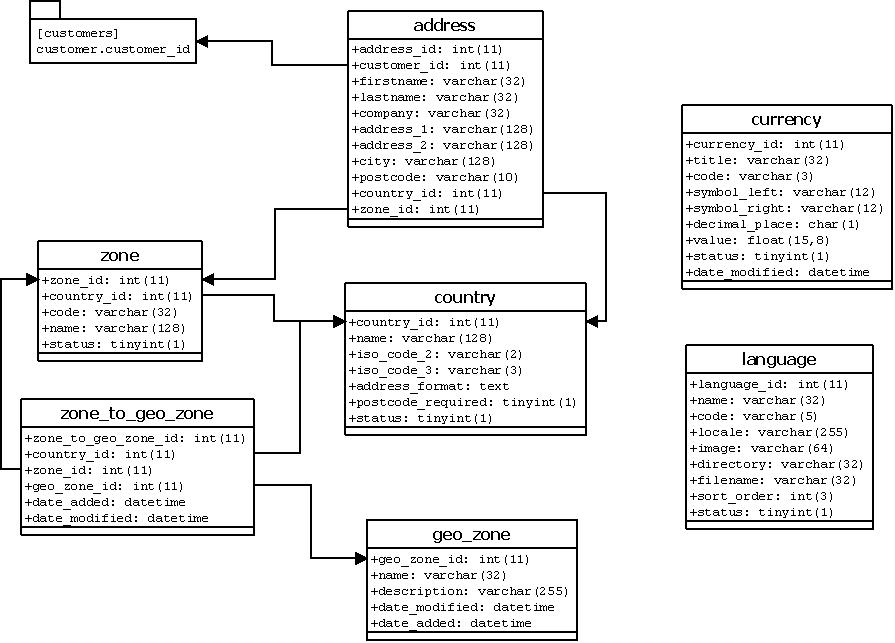 [customers]
customer.customer_id
address
+address_id: int(11)
+customer_id: int(11)
+firstname: varchar(32)
+lastname: varchar(32)
+company: varchar(32)
+address_1: varchar(128)
+address_2: varchar(128)
+city: varchar(128)
+postcode: varchar(10)
+country_id: int(11)
+zone_id: int(11)
currency
+currency_id: int(11)
+title: varchar(32)
+code: varchar(3)
+symbol_left: varchar(12)
+symbol_right: varchar(12)
+decimal_place: char(1)
+value: float(15,8)
+status: tinyint(1)
+date_modified: datetime
zone
+zone_id: int(11)
+country_id: int(11)
+code: varchar(32)
+name: varchar(128)
+status: tinyint(1)
country
+country_id: int(11)
+name: varchar(128)
+iso_code_2: varchar(2)
+iso_code_3: varchar(3)
+address_format: text
+postcode_required: tinyint(1)
+status: tinyint(1)
language
+language_id: int(11)
+name: varchar(32)
+code: varchar(5)
+locale: varchar(255)
+image: varchar(64)
+directory: varchar(32)
+filename: varchar(32)
+sort_order: int(3)
+status: tinyint(1)
zone_to_geo_zone
+zone_to_geo_zone_id: int(11)
+country_id: int(11)
+zone_id: int(11)
+geo_zone_id: int(11)
+date_added: datetime
+date_modified: datetime
geo_zone
+geo_zone_id: int(11)
+name: varchar(32)
+description: varchar(255)
+date_modified: datetime
+date_added: datetime